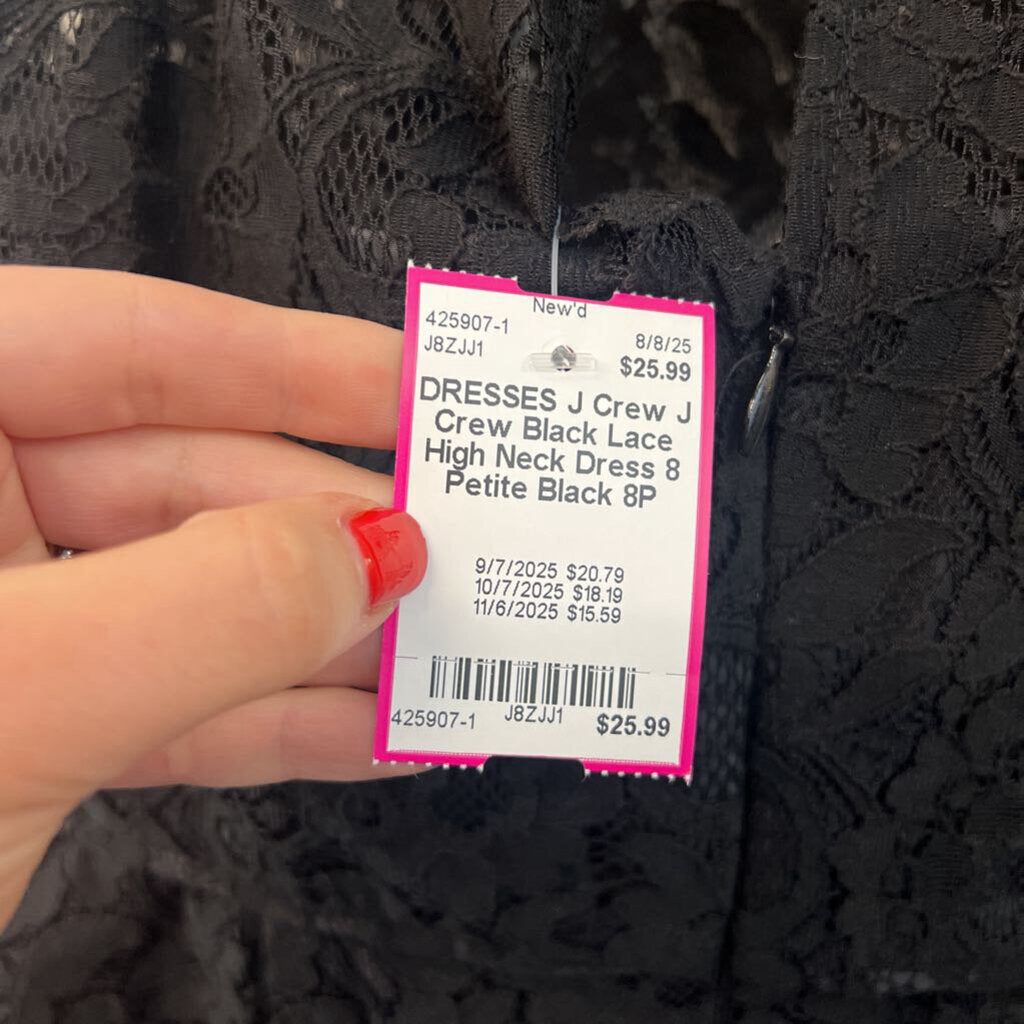 New'd
425907-1 8/8/25
J8ZJJ1 $25.99
DRESSES J Crew J
Crew Black Lace
High Neck Dress 8
Petite Black 8P
9/7/2025 $20.79
10/7/2025 $18.19
11/6/2025 $15.59
425907-1 J8ZJJ1 $25.99